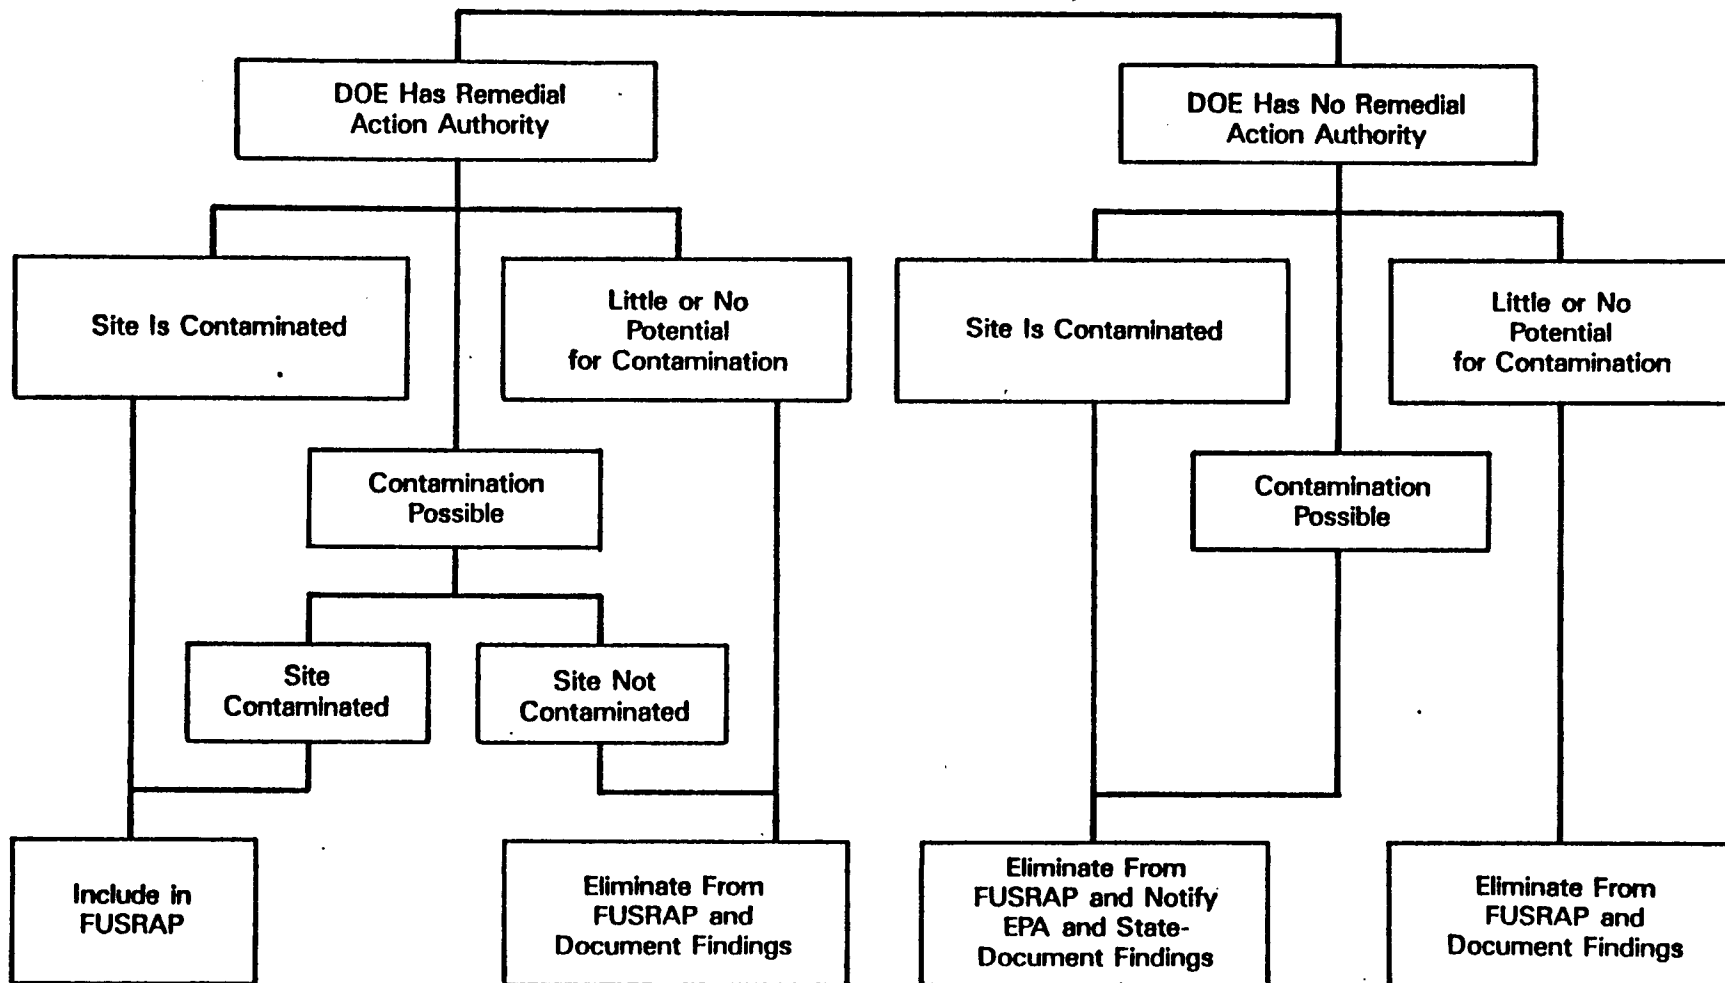 DOE Has Remedial
Action Authority
DOE Has No Remedial
Action Authority
Site Is Contaminated
Little or No
Potential
for Contamination
Site Is Contaminated
Little or No
Potential
for Contamination
Contamination
Possible
Contamination
Possible
Site
Contaminated
Site Not
Contaminated
Include in
FUSRAP
Eliminate From
FUSRAP and
Document Findings
Eliminate From
FUSRAP and Notify
EPA and State-
Document Findings
Eliminate From
FUSRAP and
Document Findings